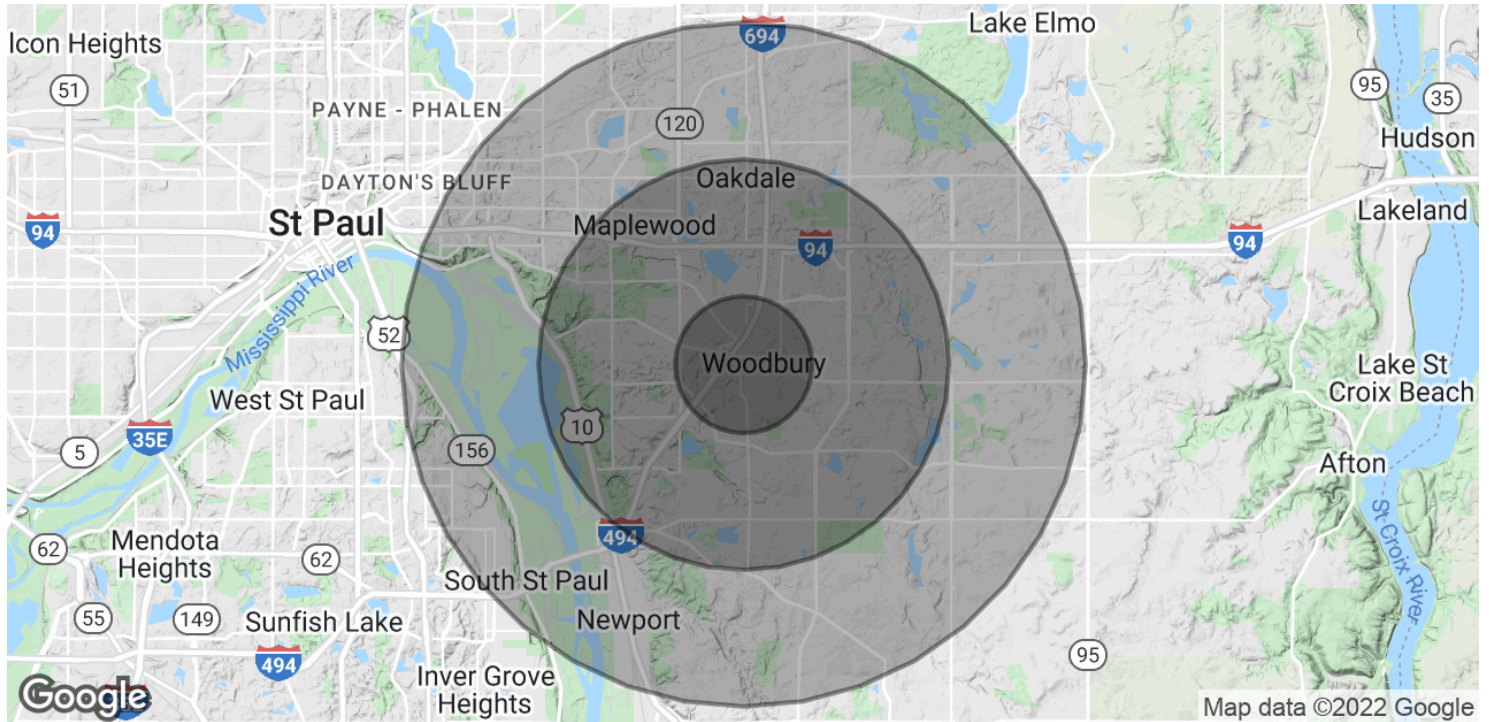 Lake Elmo
694
Icon Heights
51
95
35
PAYNE - PHALEN
120
Hudson
DAYTON'S BLUFF
Oakdale
St Paul
Maplewood
Lakeland
94
94
94
Mississippi River
52
Woodbury
Lake St
Croix Beach
West St Paul
10
35E
5
156
Afton
St Croix River
494
62
Mendota
Heights
62
South St Paul
55
149
Sunfish Lake
Newport
494
95
Inver Grove
Heights
Google
Map data ©2022 Google